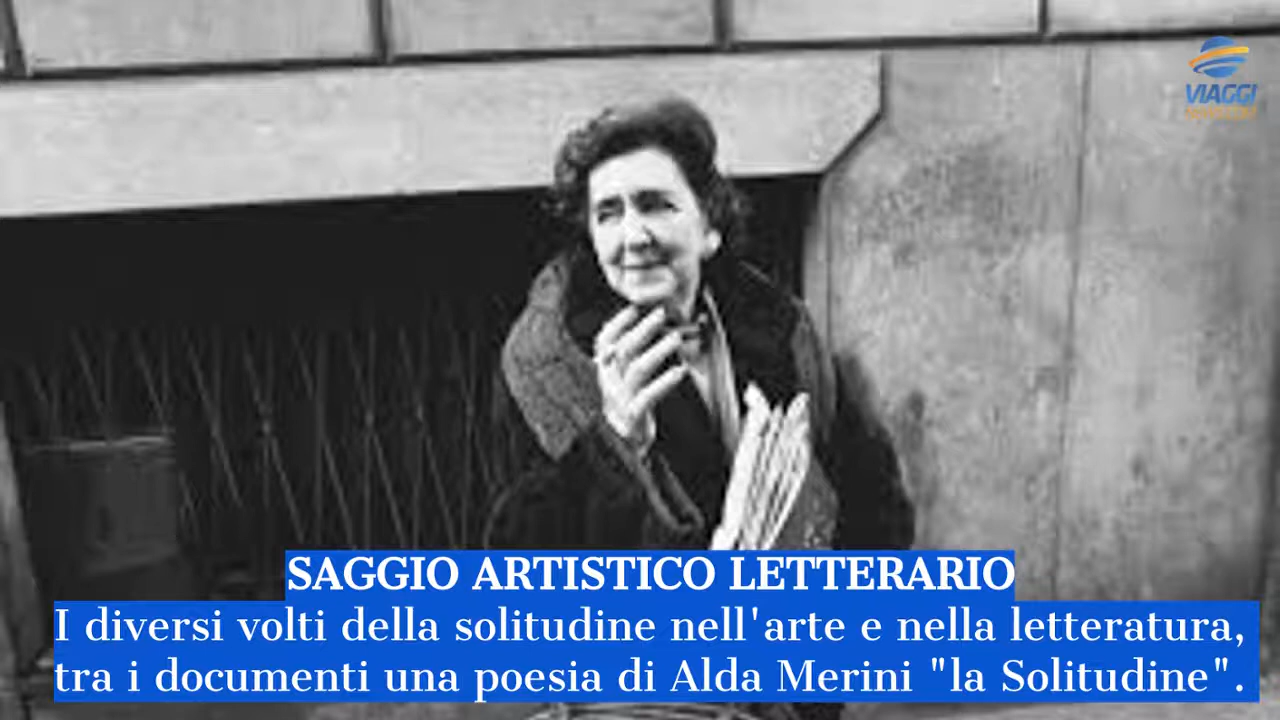 VIAGGI
SAGGIO ARTISTICO LETTERARIO
I diversi volti della solitudine nell'arte e nella letteratura,
tra i documenti una poesia di Alda Merini "la Solitudine".